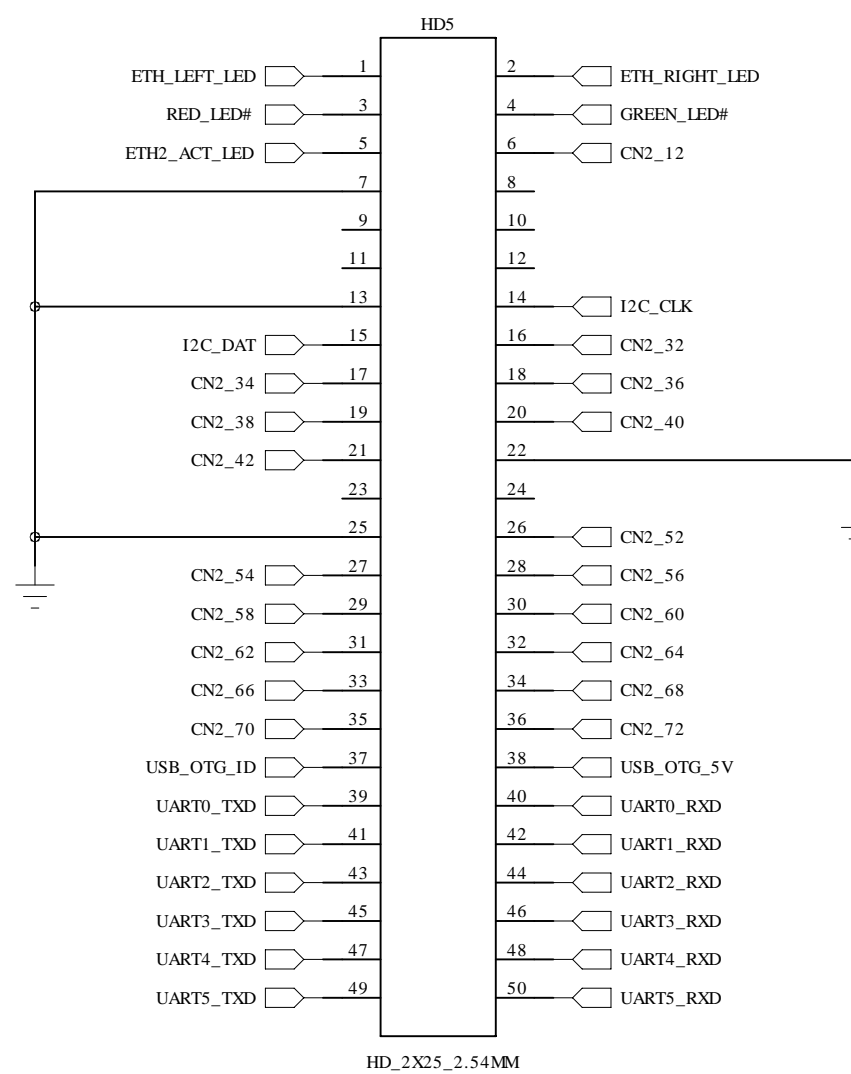 HD5
ETH_LEFT_LED 1 2 ETH_RIGHT_LED
RED_LED# 3 4 GREEN_LED#
ETH2_ACT_LED 5 6 CN2_12
7 8
9 10
11 12
13 14 I2C_CLK
I2C_DAT 15 16 CN2_32
CN2_34 17 18 CN2_36
CN2_38 19 20 CN2_40
CN2_42 21 22
23 24
25 26 CN2_52
CN2_54 27 28 CN2_56
CN2_58 29 30 CN2_60
CN2_62 31 32 CN2_64
CN2_66 33 34 CN2_68
CN2_70 35 36 CN2_72
USB_OTG_ID 37 38 USB_OTG_5V
UART0_TXD 39 40 UART0_RXD
UART1_TXD 41 42 UART1_RXD
UART2_TXD 43 44 UART2_RXD
UART3_TXD 45 46 UART3_RXD
UART4_TXD 47 48 UART4_RXD
UART5_TXD 49 50 UART5_RXD
HD_2X25_2.54MM